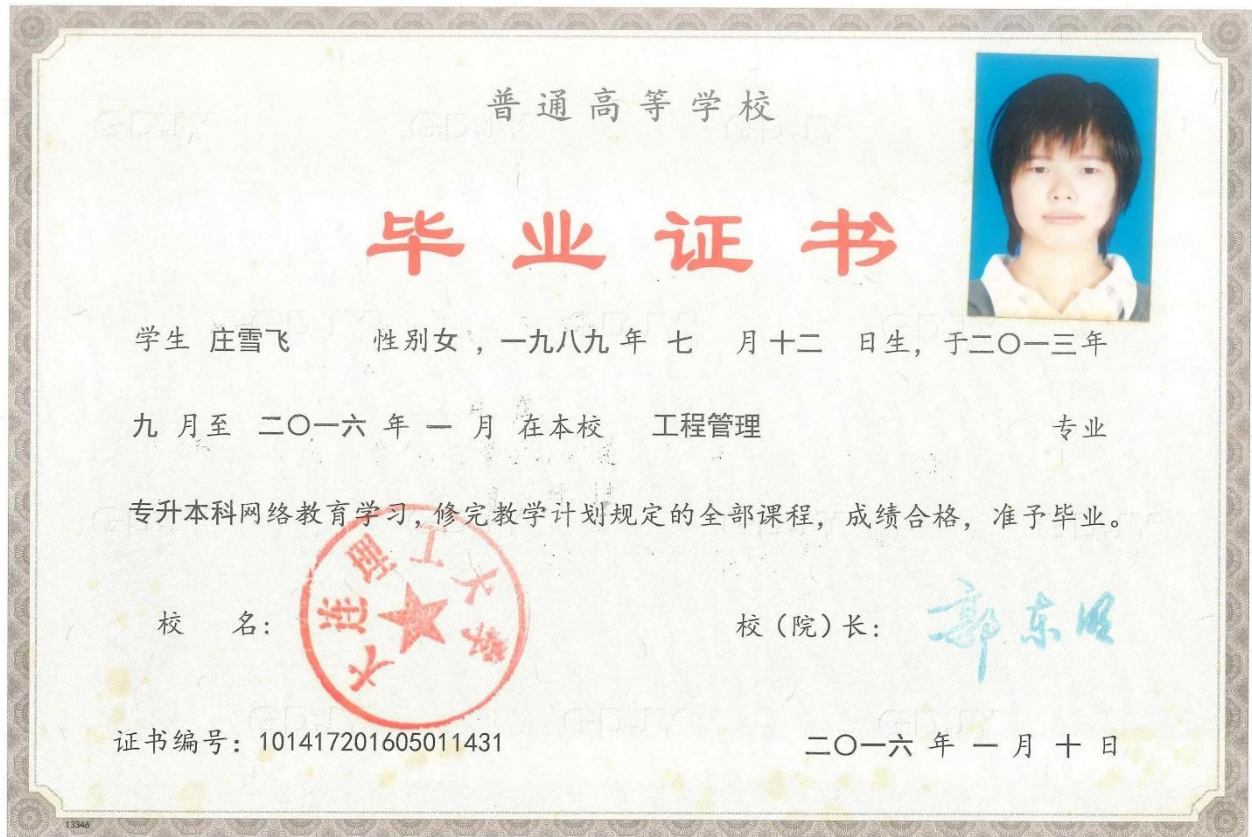 普通高等学校
毕业证书
学生 庄雪飞 性别女，一九八九年 七 月十二 日生，于二〇一三年
九 月至 二〇一六 年 一 月 在本校 工程管理 专业
专升本科网络教育学习，修完教学计划规定的全部课程，成绩合格，准予毕业。
大连理工大学
校 名：
校（院）长： 郭东明
证书编号：101417201605011431
二〇一六 年 一 月 十 日
13346